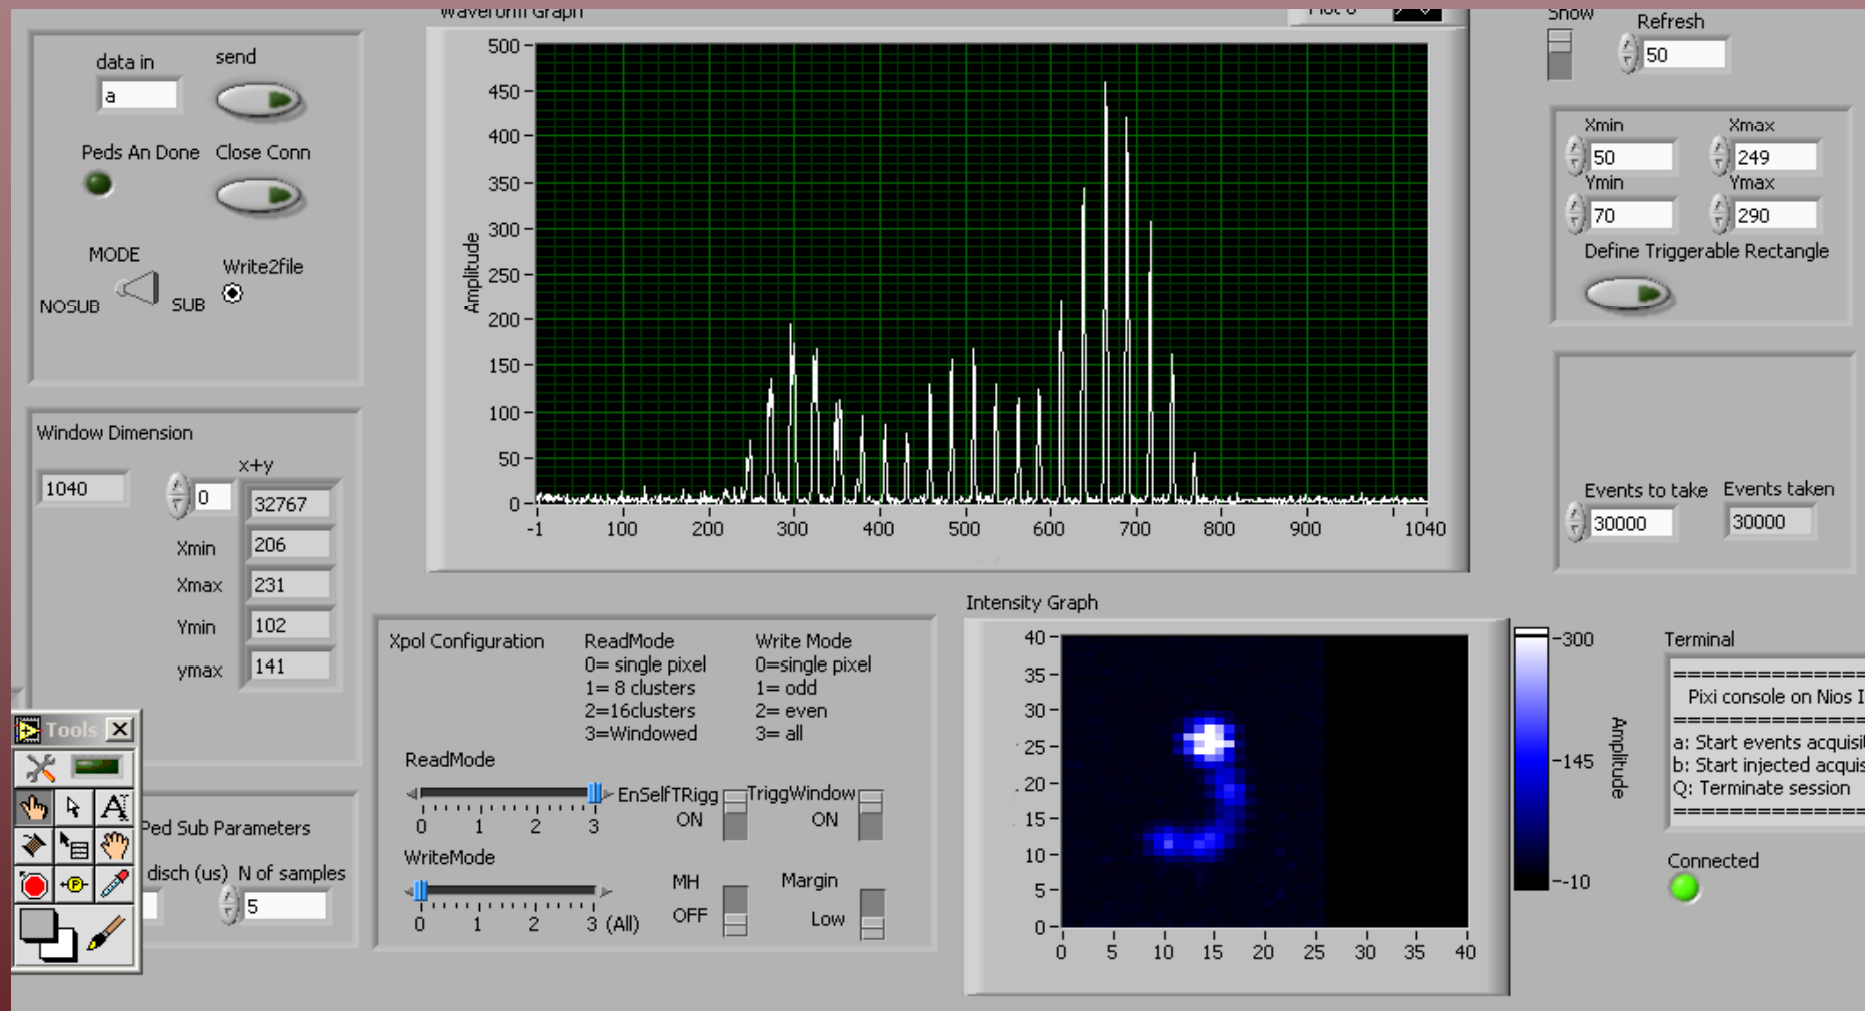 Waveform Graph
Plot 0
Show
Refresh
50
data in
send
a
Peds An Done
Close Conn
MODE
Write2file
NOSUB
SUB
500
450
400
350
300
250
200
150
100
50
0
Amplitude
-1
100
200
300
400
500
600
700
800
900
1040
Xmin
Xmax
50
249
Ymin
Ymax
70
290
Define Triggerable Rectangle
Events to take
Events taken
30000
30000
Window Dimension
x+y
1040
0
32767
Xmin
206
Xmax
231
Ymin
102
ymax
141
Tools
Ped Sub Parameters
disch (us)
N of samples
5
Xpol Configuration
ReadMode
0= single pixel
1= 8 clusters
2=16clusters
3=Windowed
Write Mode
0=single pixel
1= odd
2= even
3= all
ReadMode
0
1
2
3
EnSelfTRigg
ON
TriggWindow
ON
WriteMode
0
1
2
3 (All)
MH
OFF
Margin
Low
Intensity Graph
40
35
30
25
20
15
10
5
0
0
5
10
15
20
25
30
35
40
-300
-145
--10
Amplitude
Terminal
================
Pixi console on Nios I
================
a: Start events acquisi
b: Start injected acquis
Q: Terminate session
================
Connected